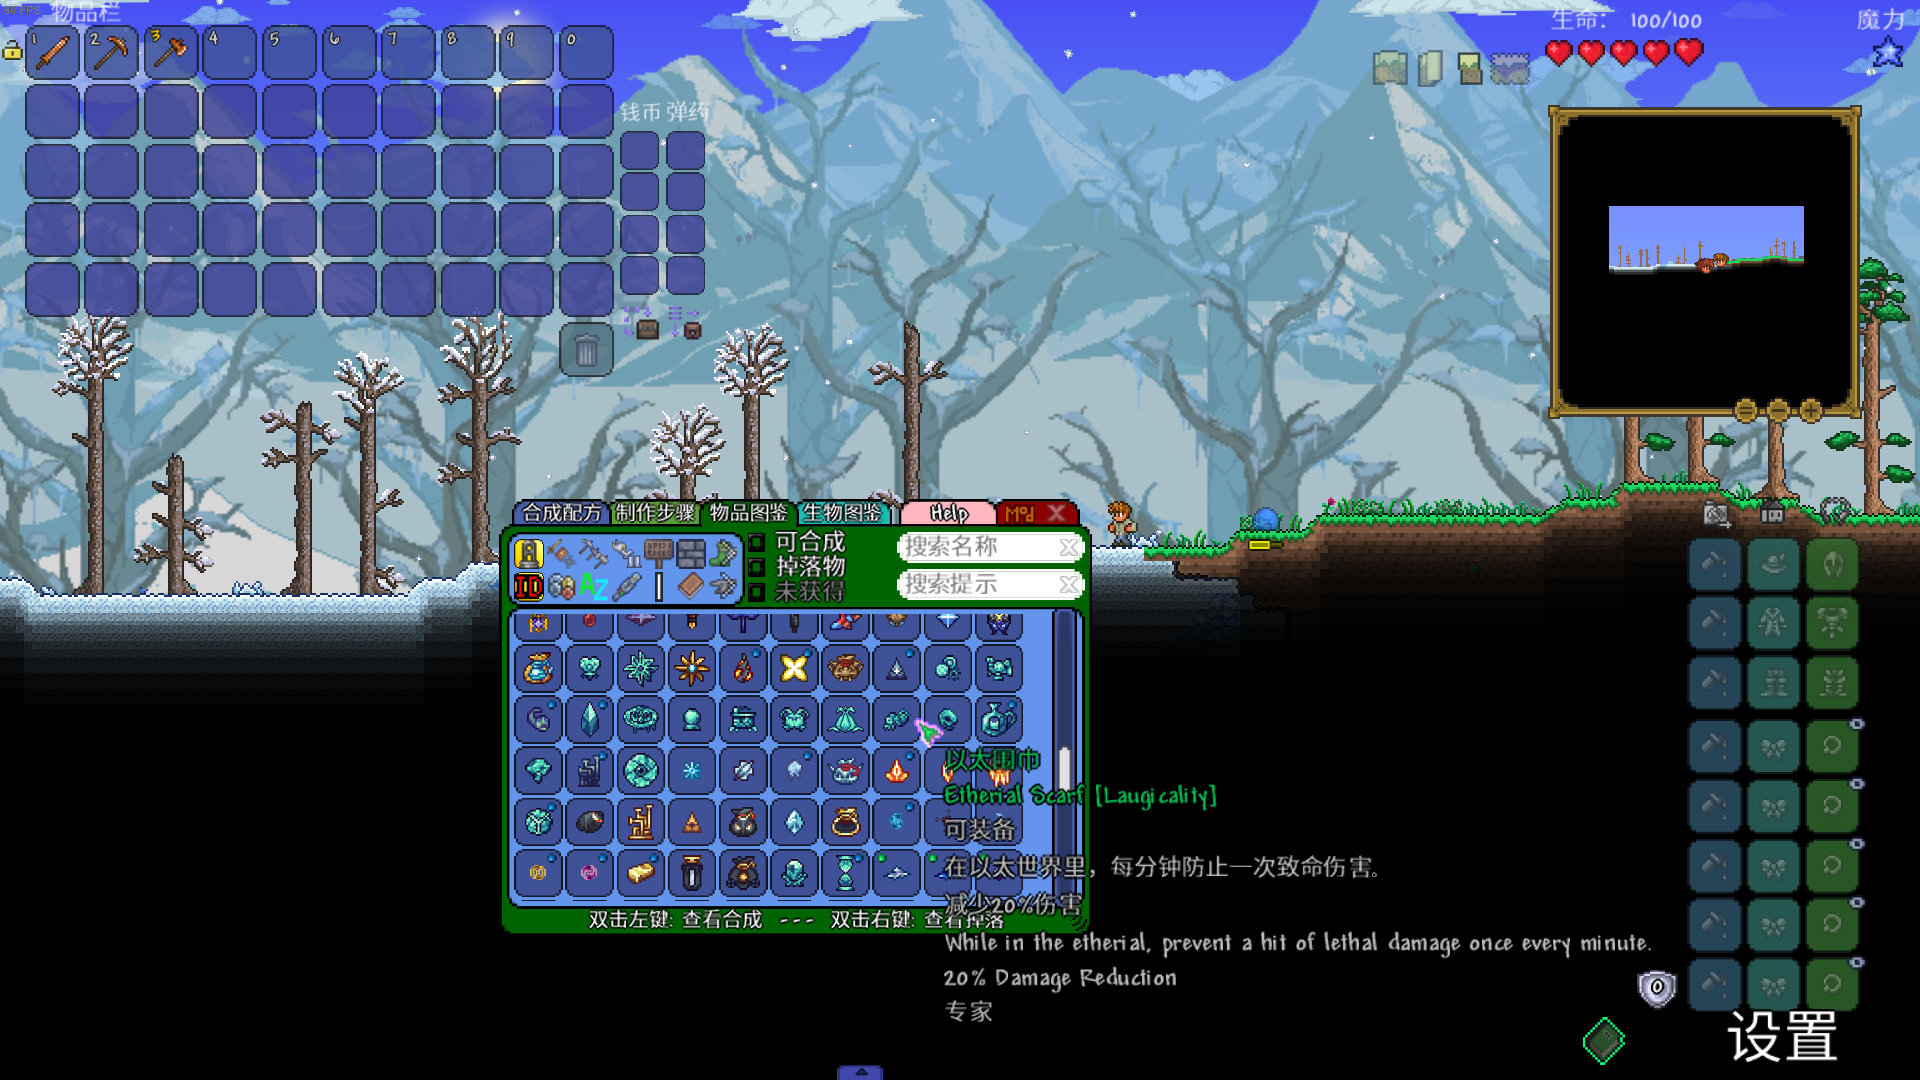 物品栏
生命： 100/100
魔力
1 2 3 4 5 6 7 8 9 0
钱币 弹药
合成配方 制作步骤 物品图鉴 生物图鉴 Help Mod X
可合成
掉落物
未获得
搜索名称
搜索提示
ID
AZ
以太围巾
Etherial Scarf [Laugicality]
可装备
在以太世界里，每分钟防止一次致命伤害。
减少20%伤害
双击左键: 查看合成 --- 双击右键: 查看掉落
While in the etherial, prevent a hit of lethal damage once every minute.
20% Damage Reduction
专家
0
设置